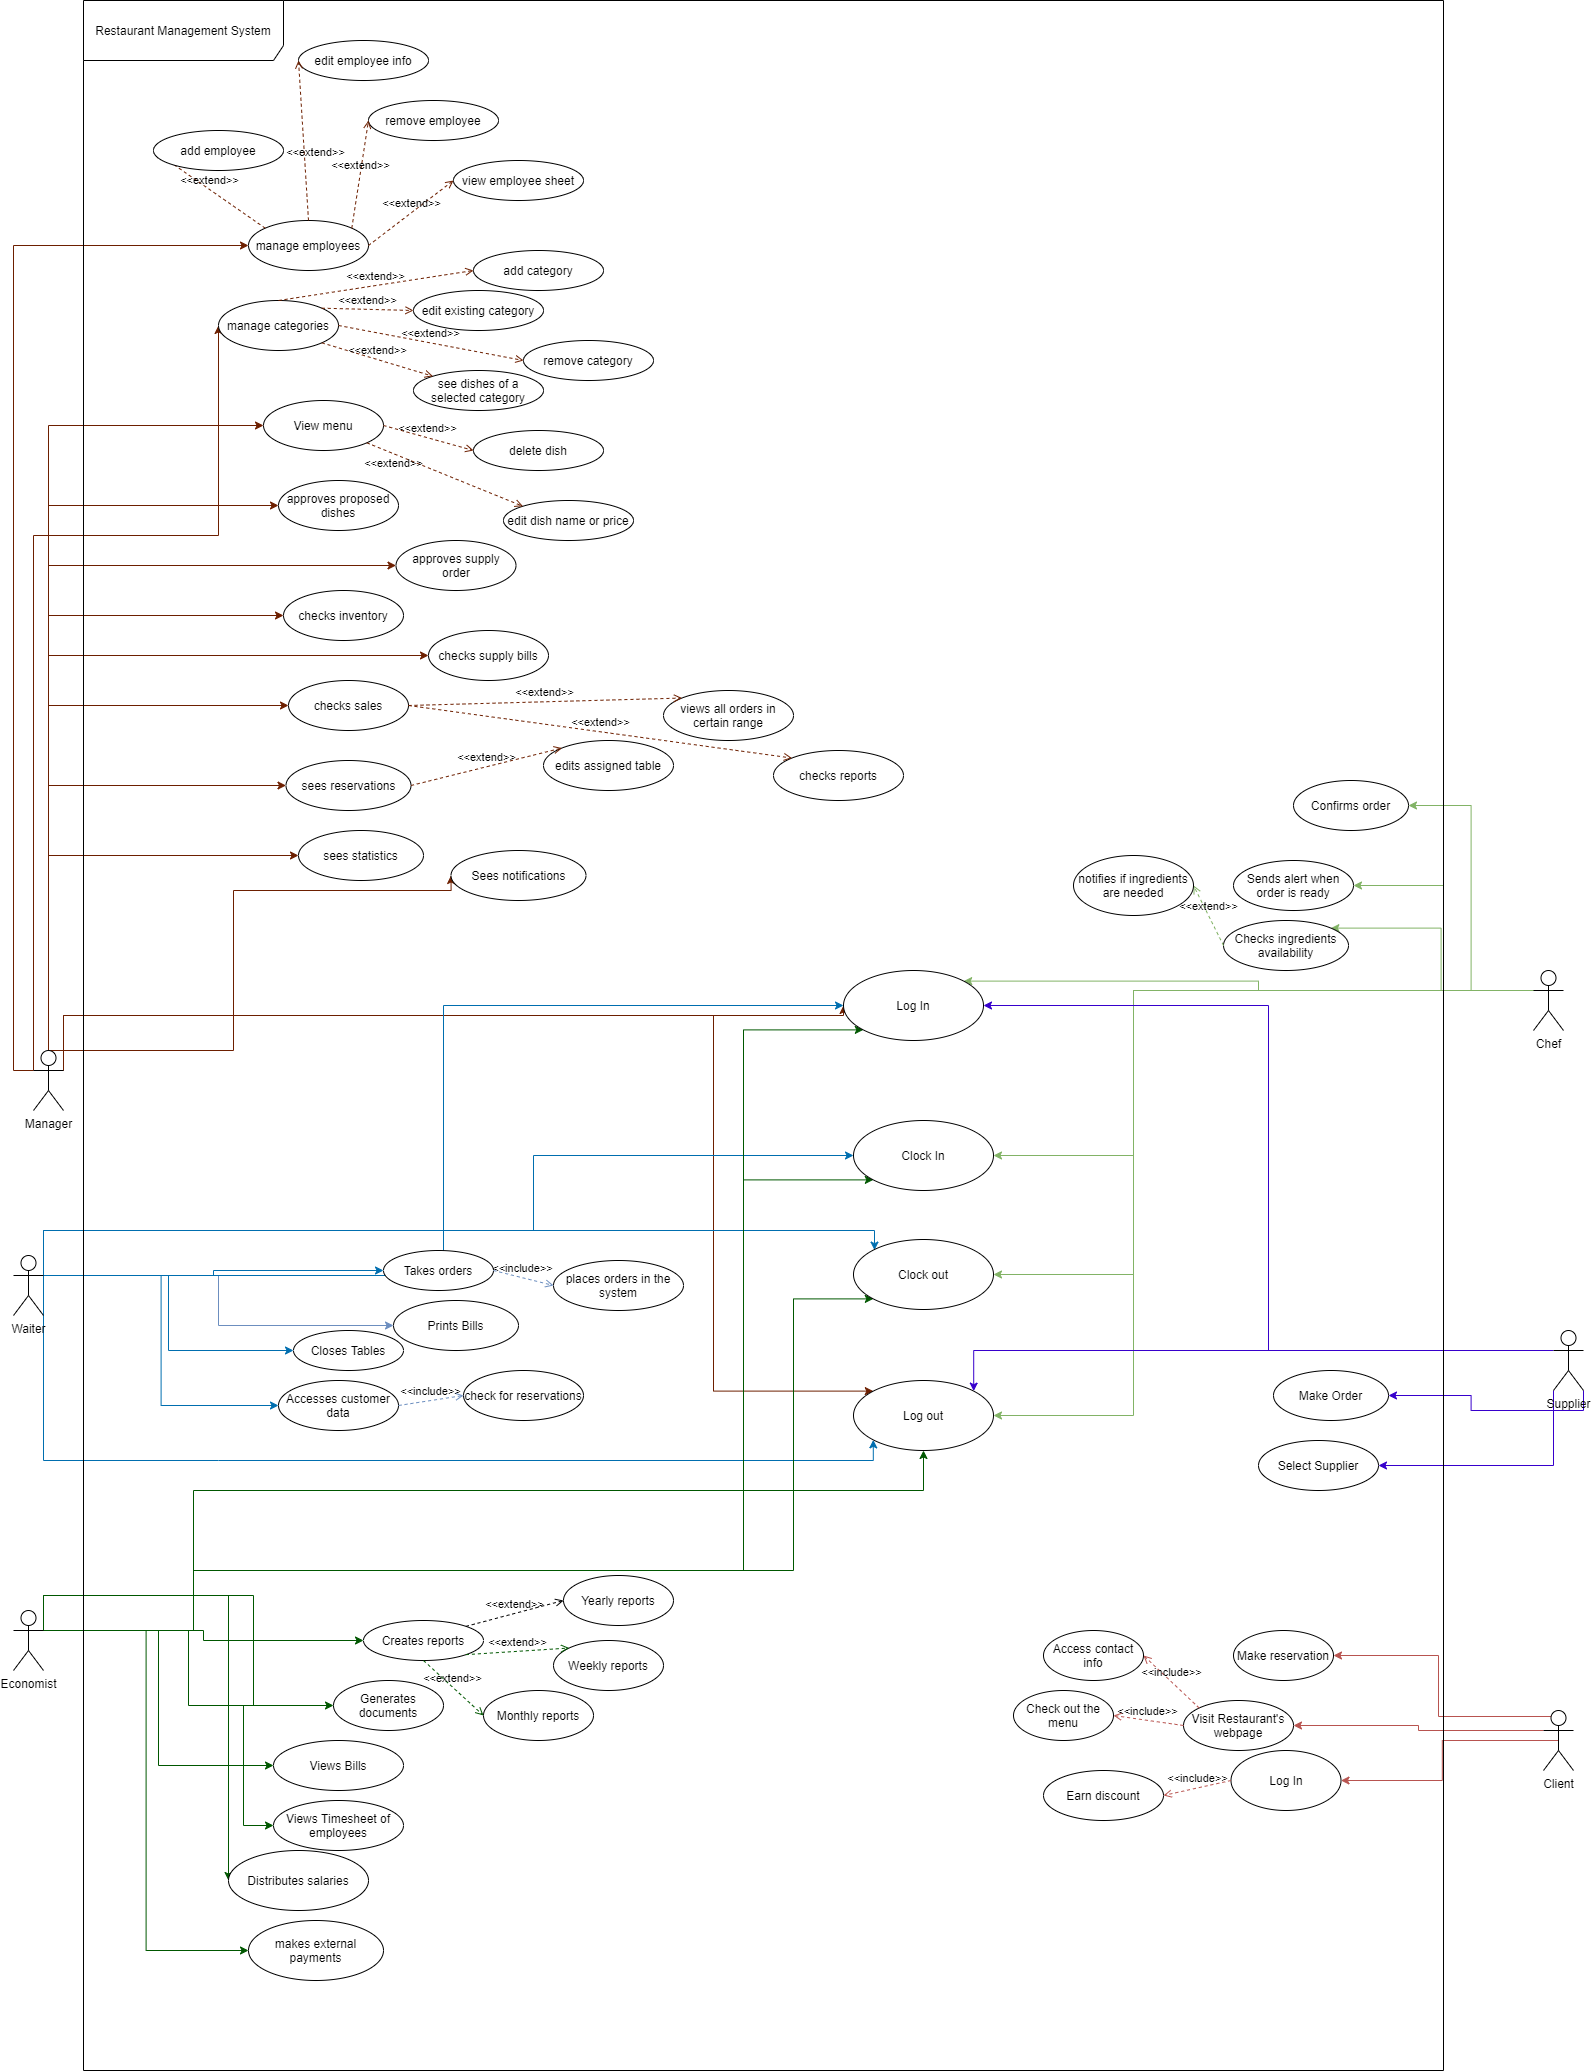 Restaurant Management System
edit employee info
remove employee
add employee
<<extend>>
<<extend>>
<<extend>>
view employee sheet
<<extend>>
manage employees
add category
<<extend>>
<<extend>>
edit existing category
manage categories
<<extend>>
<<extend>>
remove category
see dishes of a
selected category
View menu
<<extend>>
delete dish
<<extend>>
approves proposed
dishes
edit dish name or price
approves supply
order
checks inventory
checks supply bills
<<extend>>
checks sales
views all orders in
certain range
<<extend>>
<<extend>>
edits assigned table
checks reports
sees reservations
Confirms order
sees statistics
Sees notifications
notifies if ingredients
are needed
Sends alert when
order is ready
<<extend>>
Checks ingredients
availability
Log In
Chef
Manager
Clock In
Takes orders
<<include>>
places orders in the
system
Clock out
Waiter
Prints Bills
Closes Tables
Accesses customer
data
<<include>>
check for reservations
Log out
Make Order
Supplier
Select Supplier
<<extend>>
Yearly reports
Creates reports
<<extend>>
Weekly reports
<<extend>>
Economist
Generates
documents
Monthly reports
Access contact
info
Make reservation
<<include>>
Check out the
menu
<<include>>
Visit Restaurant's
webpage
Views Bills
<<include>>
Log In
Client
Earn discount
Views Timesheet of
employees
Distributes salaries
makes external
payments